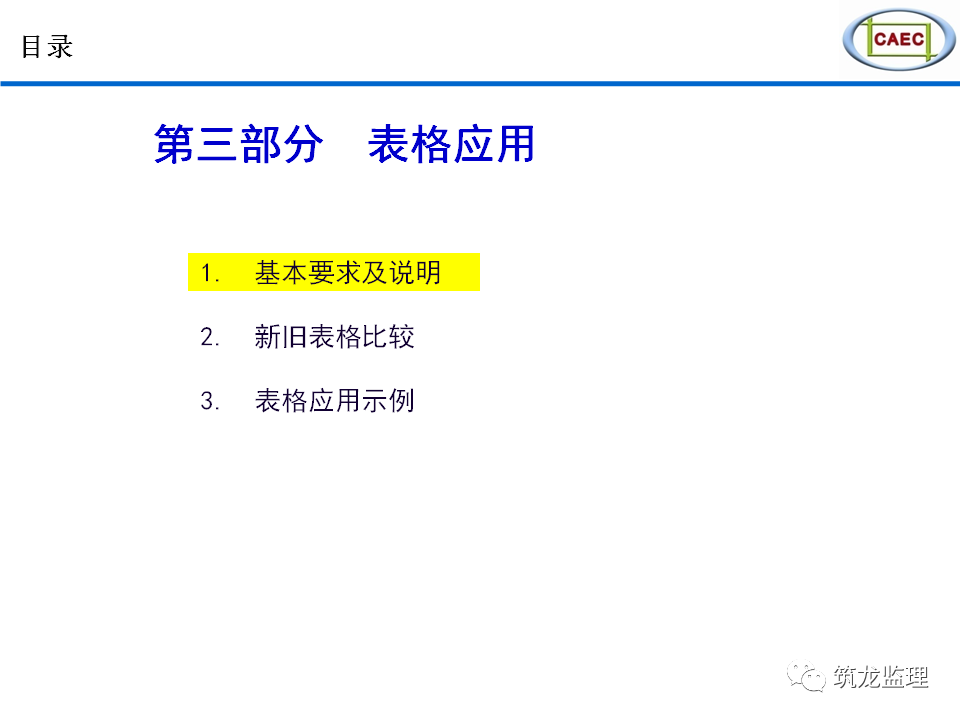 目录
CAEC
第三部分 表格应用
1. 基本要求及说明
2. 新旧表格比较
3. 表格应用示例
筑龙监理